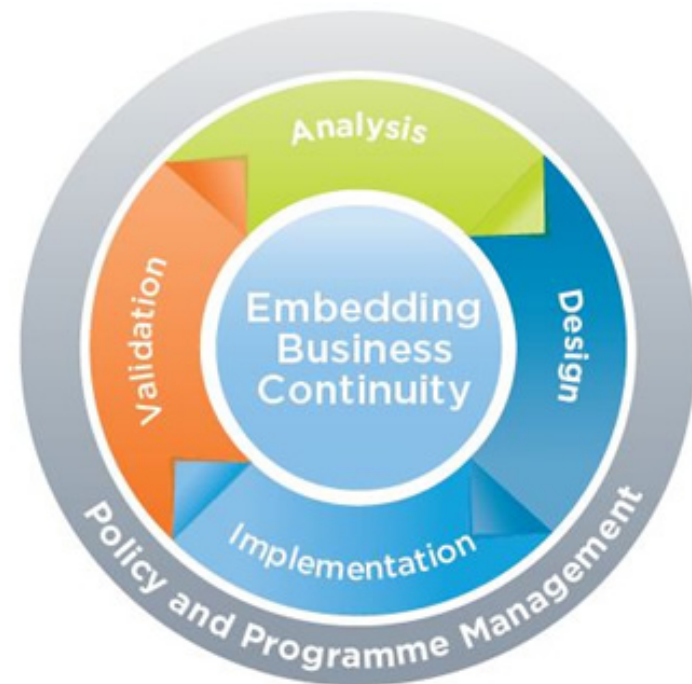 Analysis
Design
Implementation
Validation
Embedding
Business
Continuity
Policy and Programme Management